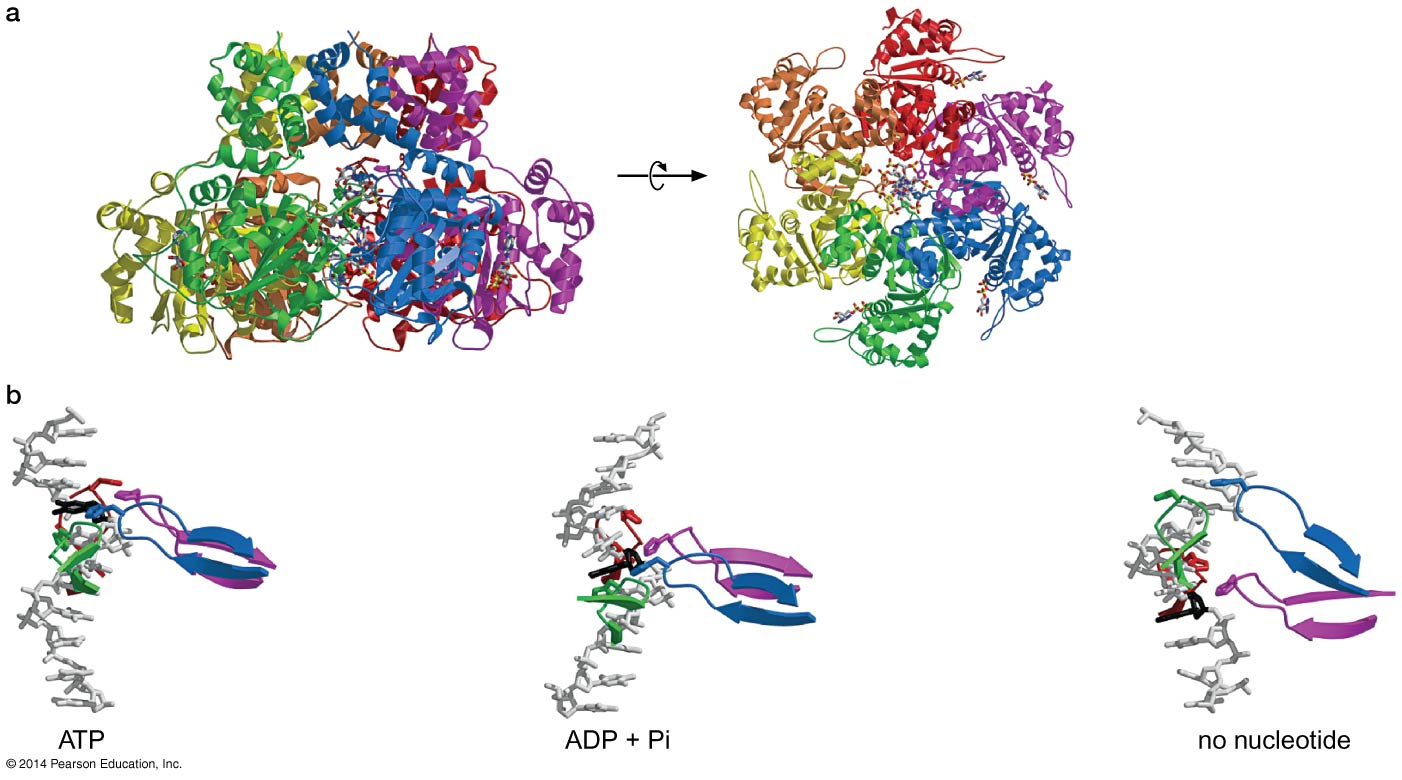 a
b
ATP
ADP + Pi
no nucleotide
© 2014 Pearson Education, Inc.